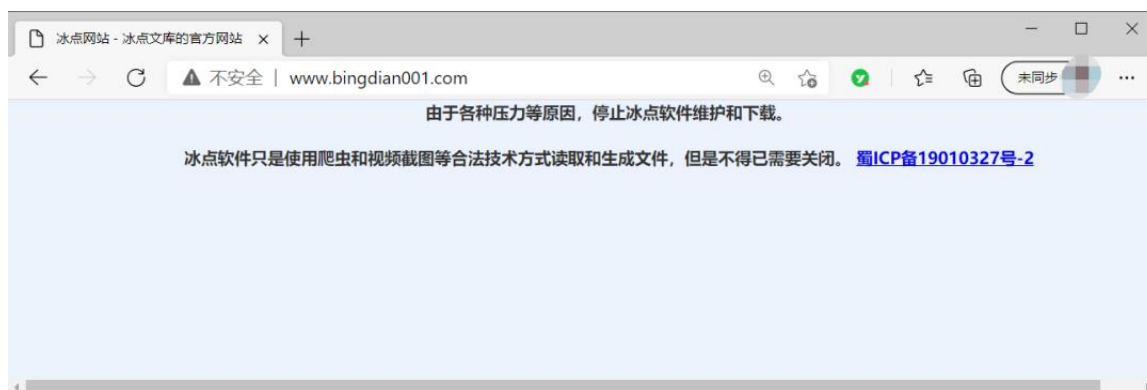 冰点网站 - 冰点文库的官方网站
不安全 | www.bingdian001.com
未同步
由于各种压力等原因，停止冰点软件维护和下载。
冰点软件只是使用爬虫和视频截图等合法技术方式读取和生成文件，但是不得已需要关闭。 蜀ICP备19010327号-2